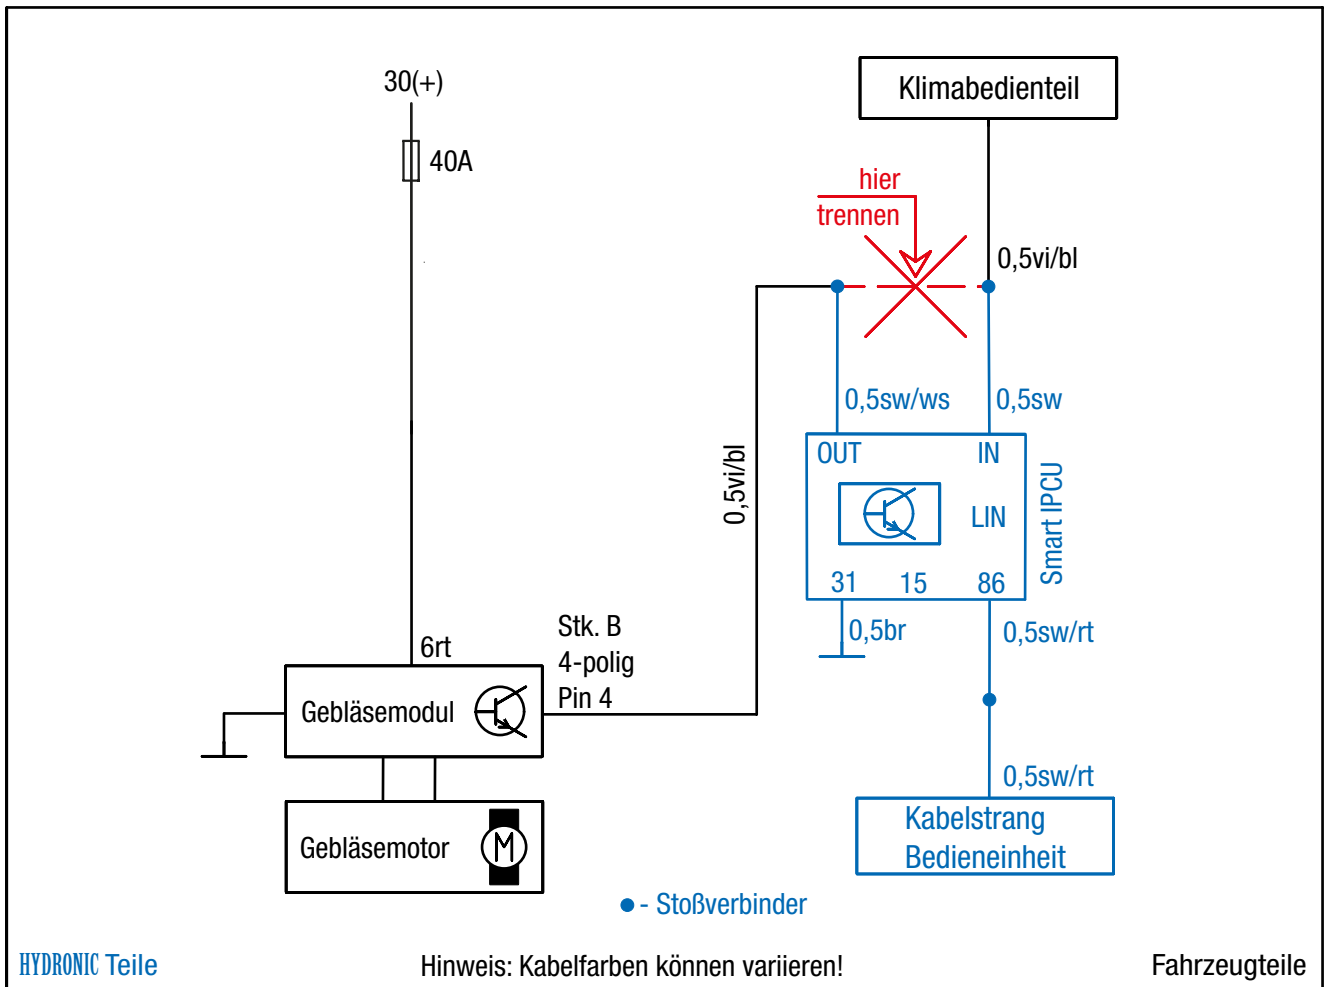 30(+)
40A
Klimabedienteil
hier
trennen
0,5vi/bl
0,5sw/ws
0,5sw
OUT
IN
LIN
31
15
86
Smart IPCU
0,5vi/bl
0,5br
0,5sw/rt
Stk. B
4-polig
Pin 4
6rt
Gebläsemodul
0,5sw/rt
Kabelstrang
Bedieneinheit
Gebläsemotor
M
- Stoßverbinder
HYDRONIC Teile
Hinweis: Kabelfarben können variieren!
Fahrzeugteile